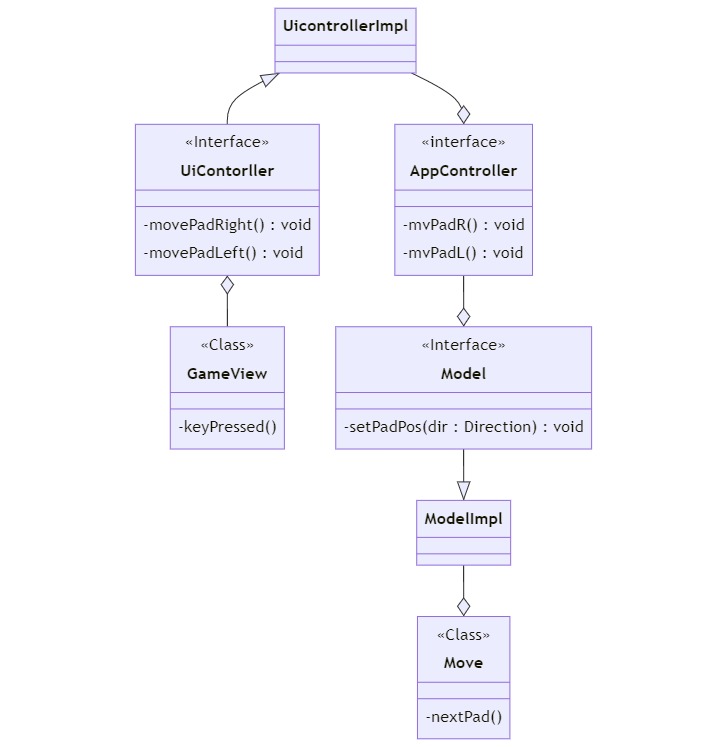 UicontrollerImpl
«Interface»
UiContorller
-movePadRight() : void
-movePadLeft() : void
«interface»
AppController
-mvPadR() : void
-mvPadL() : void
«Class»
GameView
-keyPressed()
«Interface»
Model
-setPadPos(dir : Direction) : void
ModelImpl
«Class»
Move
-nextPad()